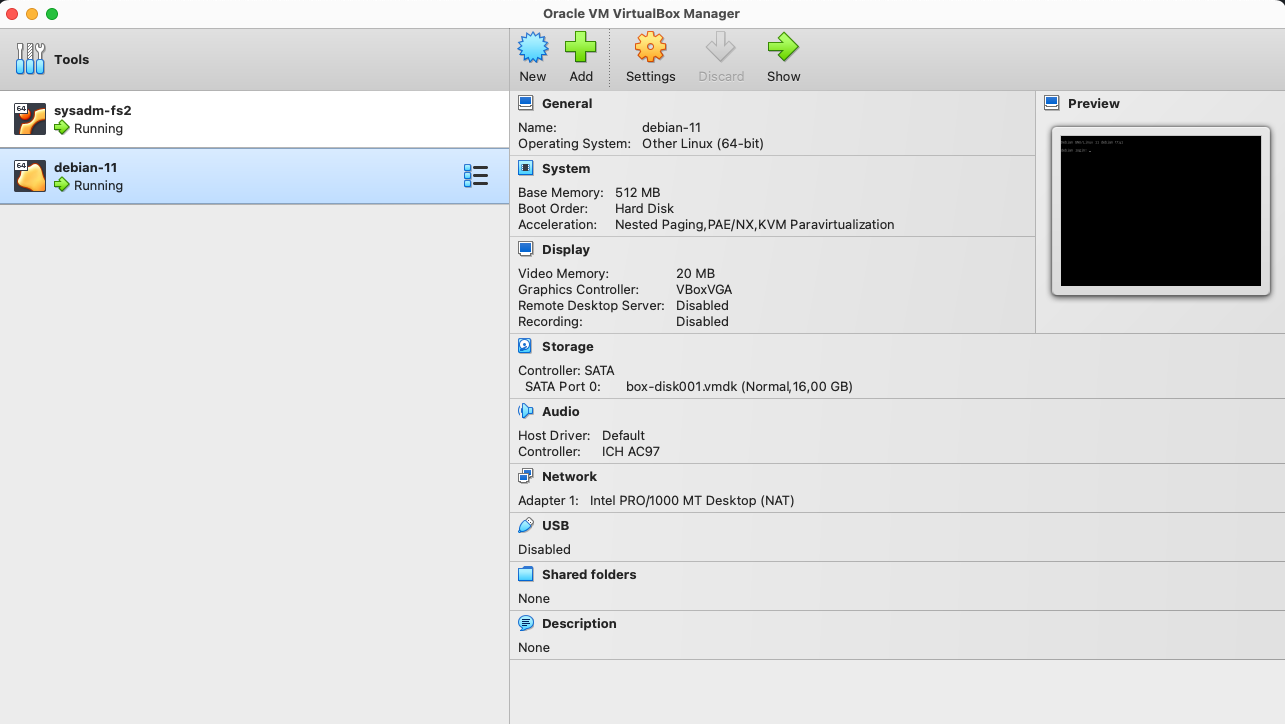 Oracle VM VirtualBox Manager
Tools
New
Add
Settings
Discard
Show
64
sysadm-fs2
Running
64
debian-11
Running
General
Name: debian-11
Operating System: Other Linux (64-bit)
System
Base Memory: 512 MB
Boot Order: Hard Disk
Acceleration: Nested Paging,PAE/NX,KVM Paravirtualization
Display
Video Memory: 20 MB
Graphics Controller: VBoxVGA
Remote Desktop Server: Disabled
Recording: Disabled
Preview
Storage
Controller: SATA
SATA Port 0: box-disk001.vmdk (Normal,16,00 GB)
Audio
Host Driver: Default
Controller: ICH AC97
Network
Adapter 1: Intel PRO/1000 MT Desktop (NAT)
USB
Disabled
Shared folders
None
Description
None